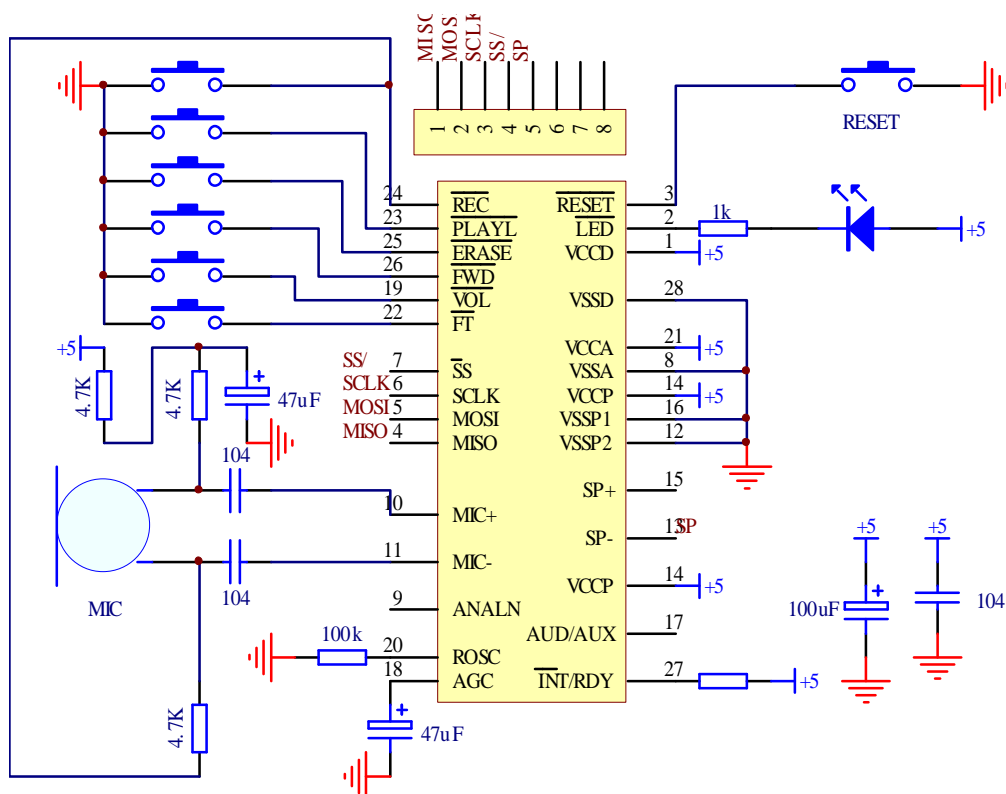 MISO
MOS
SCLK
SS/
SP
1 2 3 4 5 6 7 8
RESET
24 REC
23 PLAYL
25 ERASE
26 FWD
19 VOL
22 FT
SS/ 7 SS
SCLK 6 SCLK
MOSI 5 MOSI
MISO 4 MISO
10 MIC+
11 MIC-
9 ANALN
20 ROSC
18 AGC
RESET 3
LED 2
VCCD 1
VSSD 28
VCCA 21
VSSA 8
VCCP 14
VSSP1 16
VSSP2 12
SP+ 15
SP- 13 SP
VCCP 14
AUD/AUX 17
INT/RDY 27
1k
+5
+5
+5
+5
+5
+5
+5
4.7K
4.7K
47uF
104
104
MIC
4.7K
100k
47uF
+5
100uF
+5
104